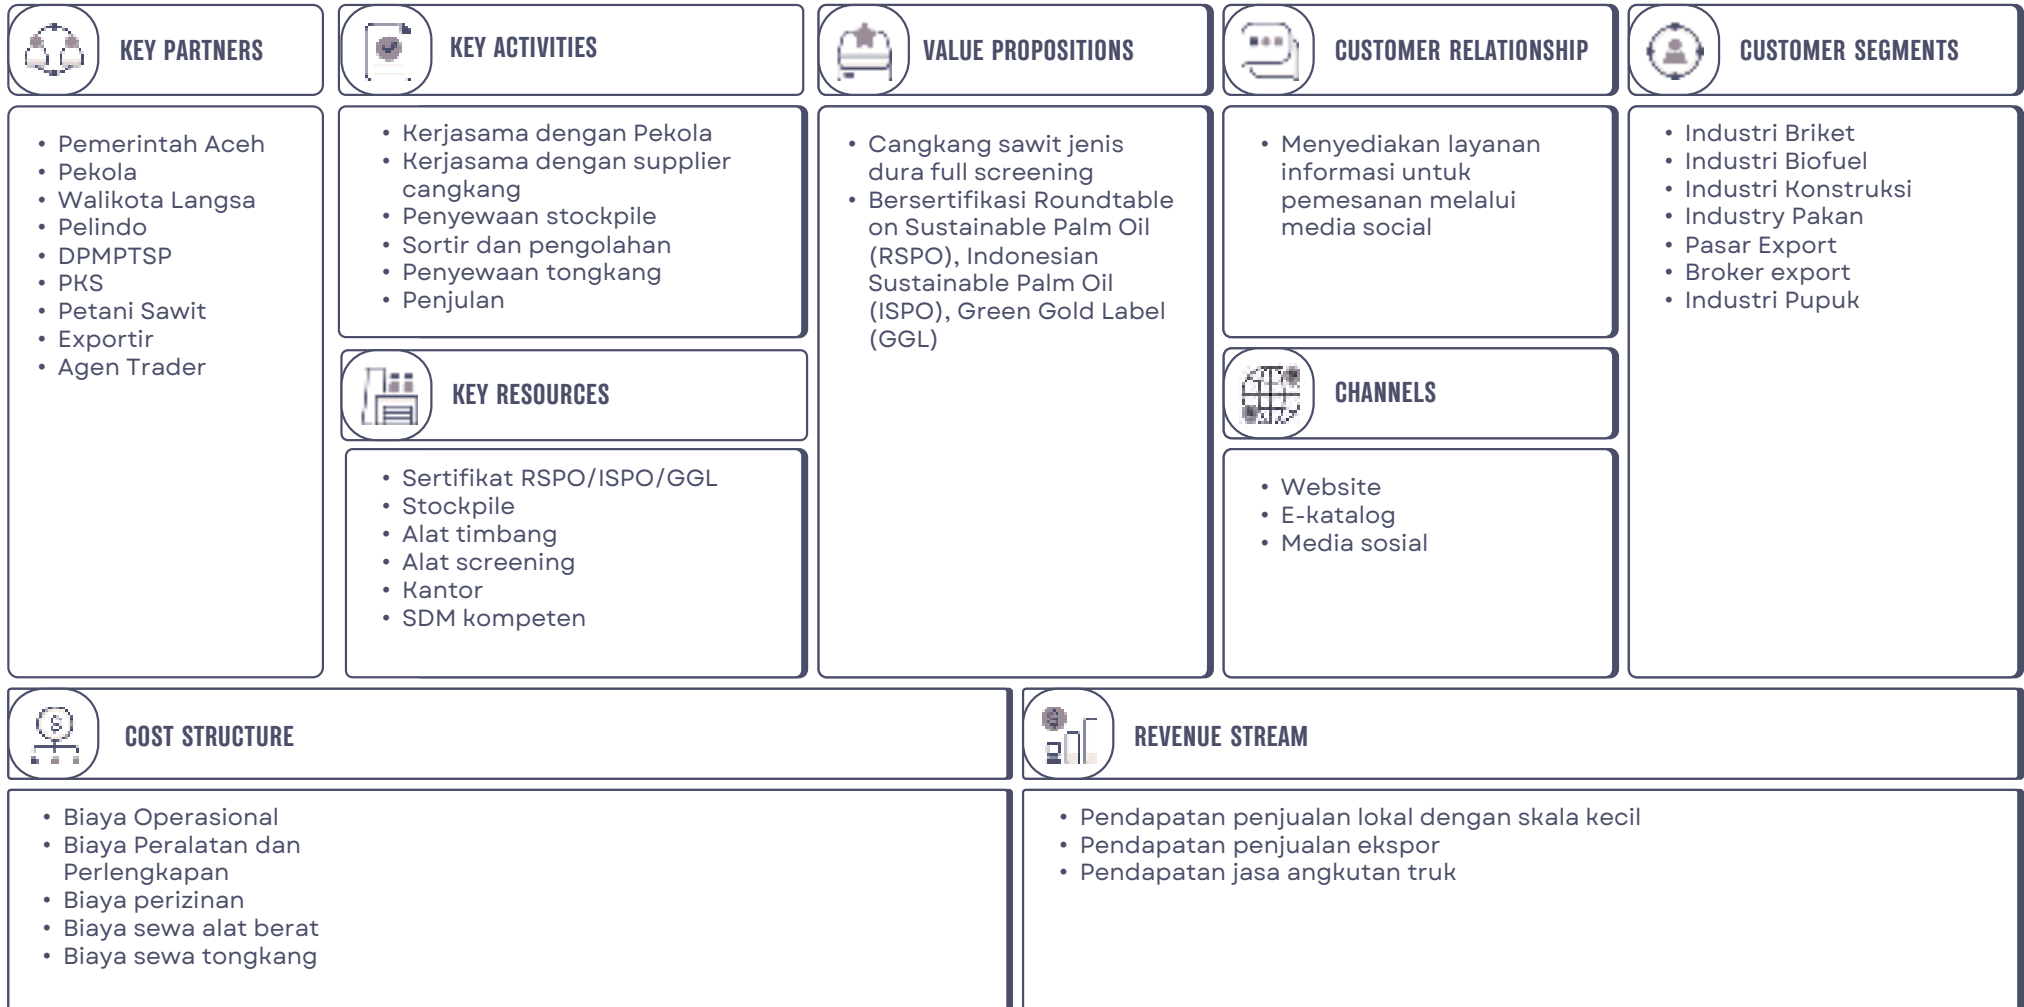 KEY PARTNERS
• Pemerintah Aceh
• Pekola
• Walikota Langsa
• Pelindo
• DPMPTSP
• PKS
• Petani Sawit
• Exportir
• Agen Trader
KEY ACTIVITIES
• Kerjasama dengan Pekola
• Kerjasama dengan supplier
cangkang
• Penyewaan stockpile
• Sortir dan pengolahan
• Penyewaan tongkang
• Penjulan
KEY RESOURCES
• Sertifikat RSPO/ISPO/GGL
• Stockpile
• Alat timbang
• Alat screening
• Kantor
• SDM kompeten
VALUE PROPOSITIONS
• Cangkang sawit jenis
dura full screening
• Bersertifikasi Roundtable
on Sustainable Palm Oil
(RSPO), Indonesian
Sustainable Palm Oil
(ISPO), Green Gold Label
(GGL)
CUSTOMER RELATIONSHIP
• Menyediakan layanan
informasi untuk
pemesanan melalui
media social
CHANNELS
• Website
• E-katalog
• Media sosial
CUSTOMER SEGMENTS
• Industri Briket
• Industri Biofuel
• Industri Konstruksi
• Industry Pakan
• Pasar Export
• Broker export
• Industri Pupuk
COST STRUCTURE
• Biaya Operasional
• Biaya Peralatan dan
Perlengkapan
• Biaya perizinan
• Biaya sewa alat berat
• Biaya sewa tongkang
REVENUE STREAM
• Pendapatan penjualan lokal dengan skala kecil
• Pendapatan penjualan ekspor
• Pendapatan jasa angkutan truk